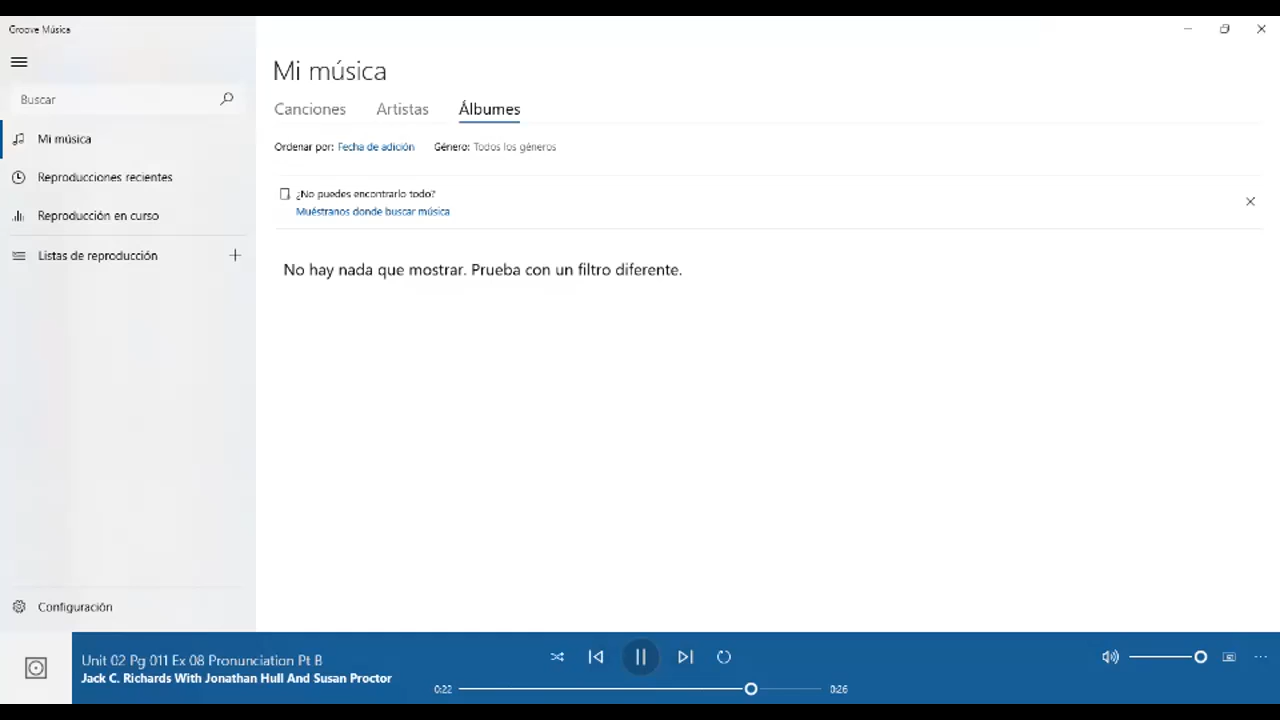 Groove Música
Buscar
Mi música
Reproducciones recientes
Reproducción en curso
Listas de reproducción
Configuración
Mi música
Canciones Artistas Álbumes
Ordenar por: Fecha de adición Género: Todos los géneros
¿No puedes encontrarlo todo?
Muéstranos donde buscar música
No hay nada que mostrar. Prueba con un filtro diferente.
Unit 02 Pg 011 Ex 08 Pronunciation Pt B
Jack C. Richards With Jonathan Hull And Susan Proctor
0:22 0:26